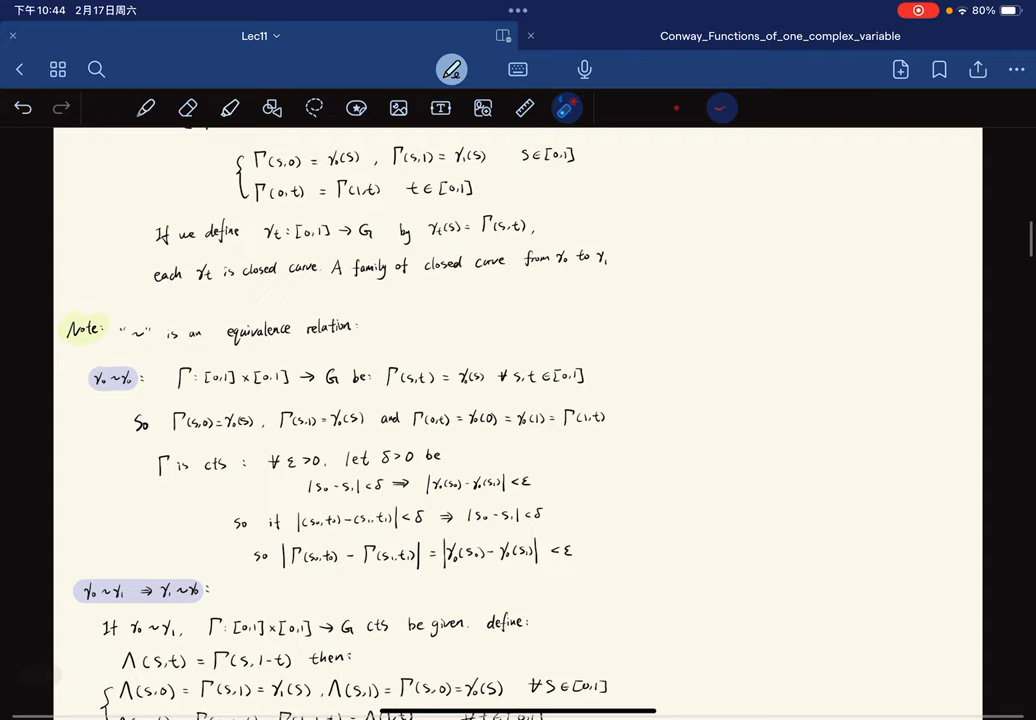 下午10:44 2月17日周六
80%
Lec11
Conway_Functions_of_one_complex_variable
Γ(s,0) = γ₀(s) , Γ(s,1) = γ₁(s) s∈[0,1]
Γ(0,t) = Γ(1,t) t∈[0,1]
If we define γt : [0,1] → G by γt(s) = Γ(s,t),
each γt is closed curve. A family of closed curve from γ₀ to γ₁
Note: "~" is an equivalence relation:
γ₀ ~ γ₀ : Γ : [0,1] × [0,1] → G be: Γ(s,t) = γ₀(s) ∀ s,t ∈[0,1]
So Γ(s,0) = γ₀(s) , Γ(s,1) = γ₀(s) and Γ(0,t) = γ₀(0) = γ₀(1) = Γ(1,t)
Γ is cts : ∀ ε >0, let δ>0 be
|s₀ - s₁| < δ ⇒ |γ₀(s₀) - γ₀(s₁)| < ε
so if |(s₀,t₀) - (s₁,t₁)| < δ ⇒ |s₀ - s₁| < δ
so |Γ(s₀,t₀) - Γ(s₁,t₁)| = |γ₀(s₀) - γ₀(s₁)| < ε
γ₀ ~ γ₁ ⇒ γ₁ ~ γ₀ :
If γ₀ ~ γ₁, Γ : [0,1] × [0,1] → G cts be given. define:
Λ(s,t) = Γ(s,1-t) then:
Λ(s,0) = Γ(s,1) = γ₁(s) , Λ(s,1) = Γ(s,0) = γ₀(s) ∀ s∈[0,1]